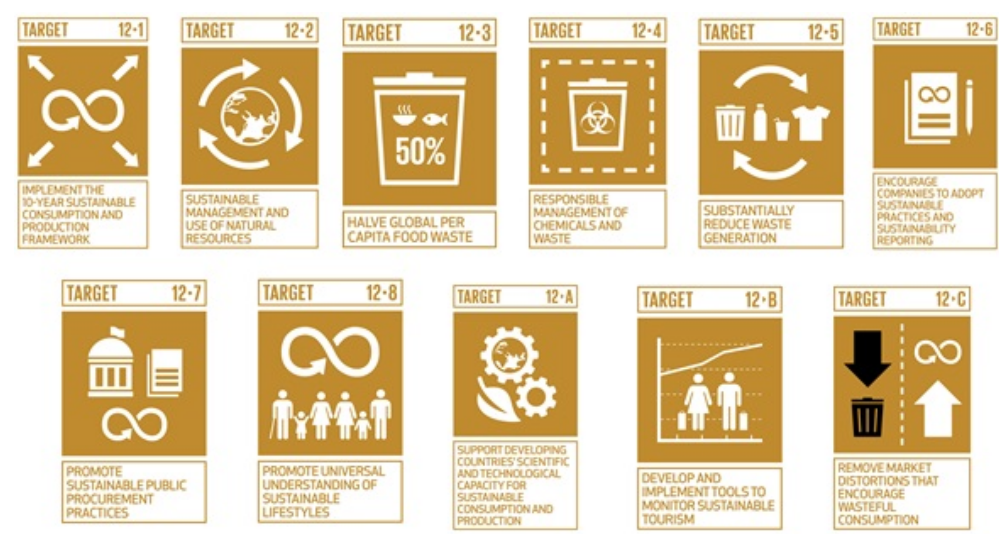 TARGET 12·1
IMPLEMENT THE
10-YEAR SUSTAINABLE
CONSUMPTION AND
PRODUCTION
FRAMEWORK
TARGET 12·2
SUSTAINABLE
MANAGEMENT AND
USE OF NATURAL
RESOURCES
TARGET 12·3
50%
HALVE GLOBAL PER
CAPITA FOOD WASTE
TARGET 12·4
RESPONSIBLE
MANAGEMENT OF
CHEMICALS AND
WASTE
TARGET 12·5
SUBSTANTIALLY
REDUCE WASTE
GENERATION
TARGET 12·6
ENCOURAGE
COMPANIES TO ADOPT
SUSTAINABLE
PRACTICES AND
SUSTAINABILITY
REPORTING
TARGET 12·7
PROMOTE
SUSTAINABLE PUBLIC
PROCUREMENT
PRACTICES
TARGET 12·8
PROMOTE UNIVERSAL
UNDERSTANDING OF
SUSTAINABLE
LIFESTYLES
TARGET 12·A
SUPPORT DEVELOPING
COUNTRIES' SCIENTIFIC
AND TECHNOLOGICAL
CAPACITY FOR
SUSTAINABLE
CONSUMPTION AND
PRODUCTION
TARGET 12·B
DEVELOP AND
IMPLEMENT TOOLS TO
MONITOR SUSTAINABLE
TOURISM
TARGET 12·C
REMOVE MARKET
DISTORTIONS THAT
ENCOURAGE
WASTEFUL
CONSUMPTION